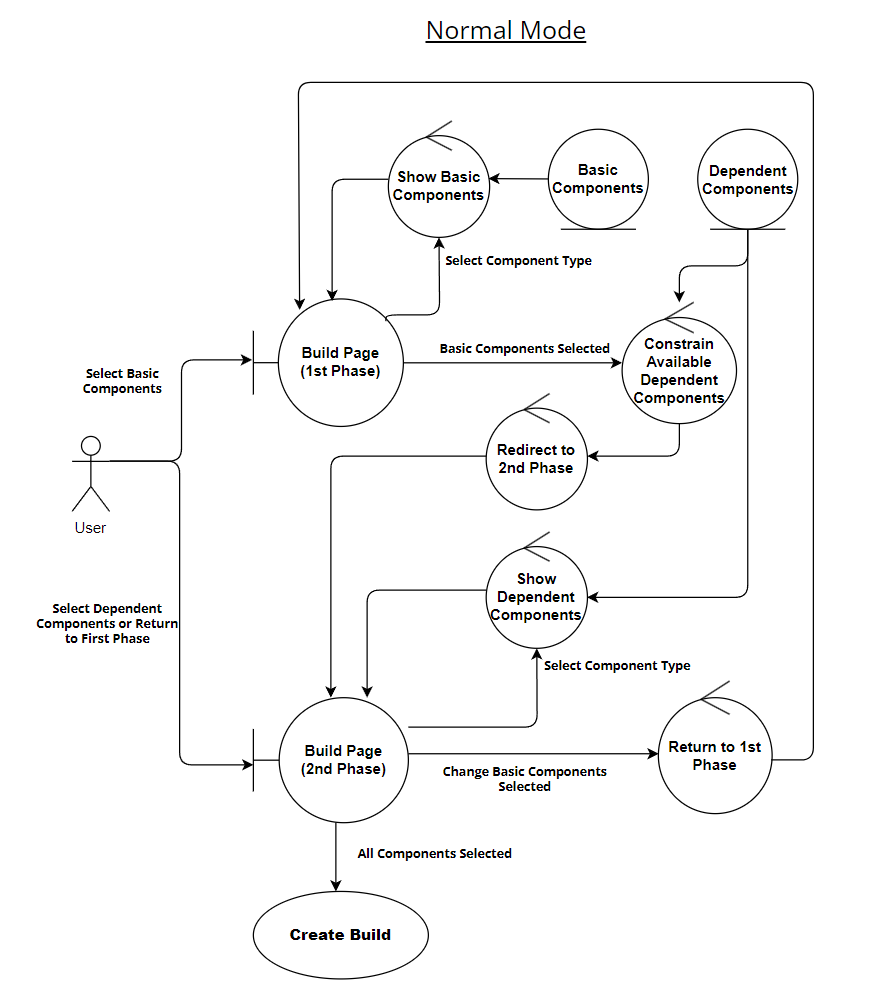 Normal Mode
Show Basic
Components
Basic
Components
Dependent
Components
Select Component Type
Build Page
(1st Phase)
Basic Components Selected
Constrain
Available
Dependent
Components
Select Basic
Components
User
Redirect to
2nd Phase
Show
Dependent
Components
Select Dependent
Components or Return
to First Phase
Select Component Type
Build Page
(2nd Phase)
Change Basic Components
Selected
Return to 1st
Phase
All Components Selected
Create Build